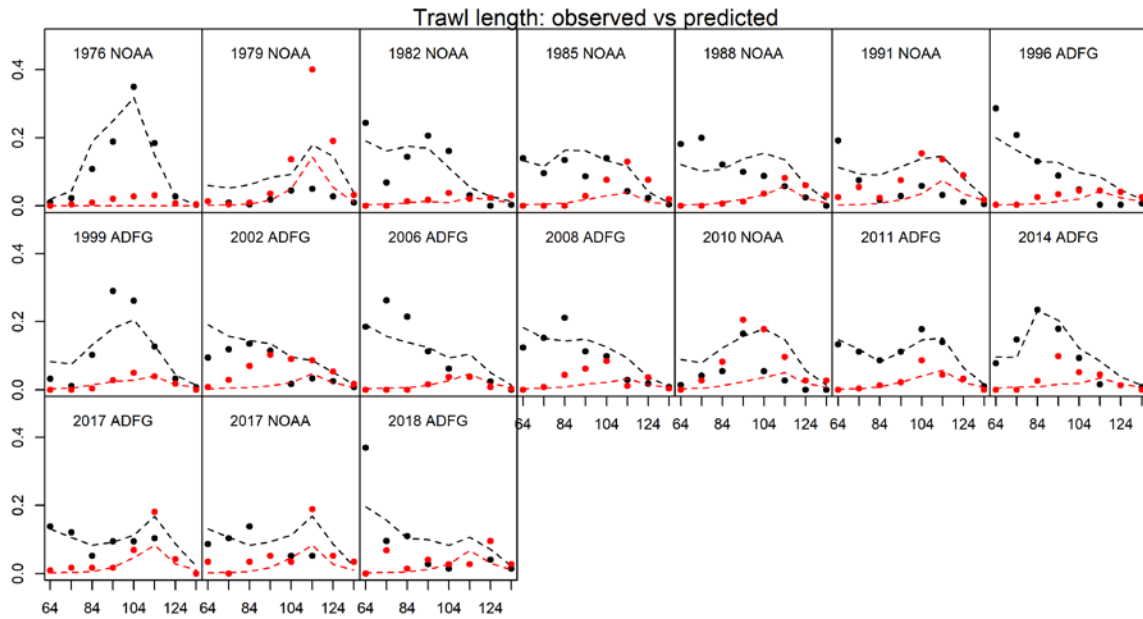 Trawl length: observed vs predicted
1976 NOAA
1979 NOAA
1982 NOAA
1985 NOAA
1988 NOAA
1991 NOAA
1996 ADFG
0.4
0.2
0.0
1999 ADFG
2002 ADFG
2006 ADFG
2008 ADFG
2010 NOAA
2011 ADFG
2014 ADFG
0.4
0.2
0.0
2017 ADFG
2017 NOAA
2018 ADFG
64 84 104 124
64 84 104 124
64 84 104 124
64 84 104 124
0.4
0.2
0.0
64 84 104 124
64 84 104 124
64 84 104 124